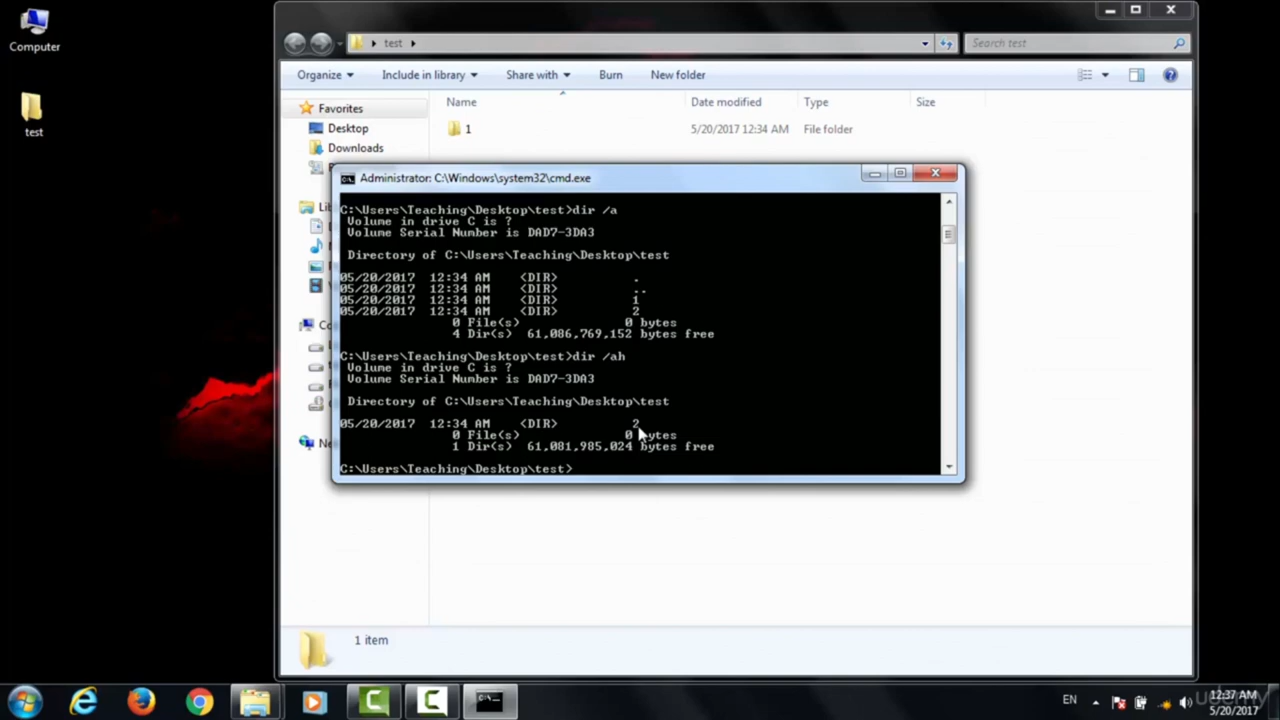 Computer
test
test
Search test
Organize
Include in library
Share with
Burn
New folder
Favorites
Desktop
Downloads
Name
Date modified
Type
Size
1
5/20/2017 12:34 AM
File folder
Administrator: C:\Windows\system32\cmd.exe
C:\Users\Teaching\Desktop\test>dir /a
Volume in drive C is ?
Volume Serial Number is DAD7-3DA3
Directory of C:\Users\Teaching\Desktop\test
05/20/2017 12:34 AM <DIR> .
05/20/2017 12:34 AM <DIR> ..
05/20/2017 12:34 AM <DIR> 1
05/20/2017 12:34 AM <DIR> 2
0 File(s) 0 bytes
4 Dir(s) 61,086,769,152 bytes free
C:\Users\Teaching\Desktop\test>dir /ah
Volume in drive C is ?
Volume Serial Number is DAD7-3DA3
Directory of C:\Users\Teaching\Desktop\test
05/20/2017 12:34 AM <DIR> 2
0 File(s) 0 bytes
1 Dir(s) 61,081,985,024 bytes free
C:\Users\Teaching\Desktop\test>
Lib
Co
Ne
1 item
EN
12:37 AM
5/20/2017
udemy